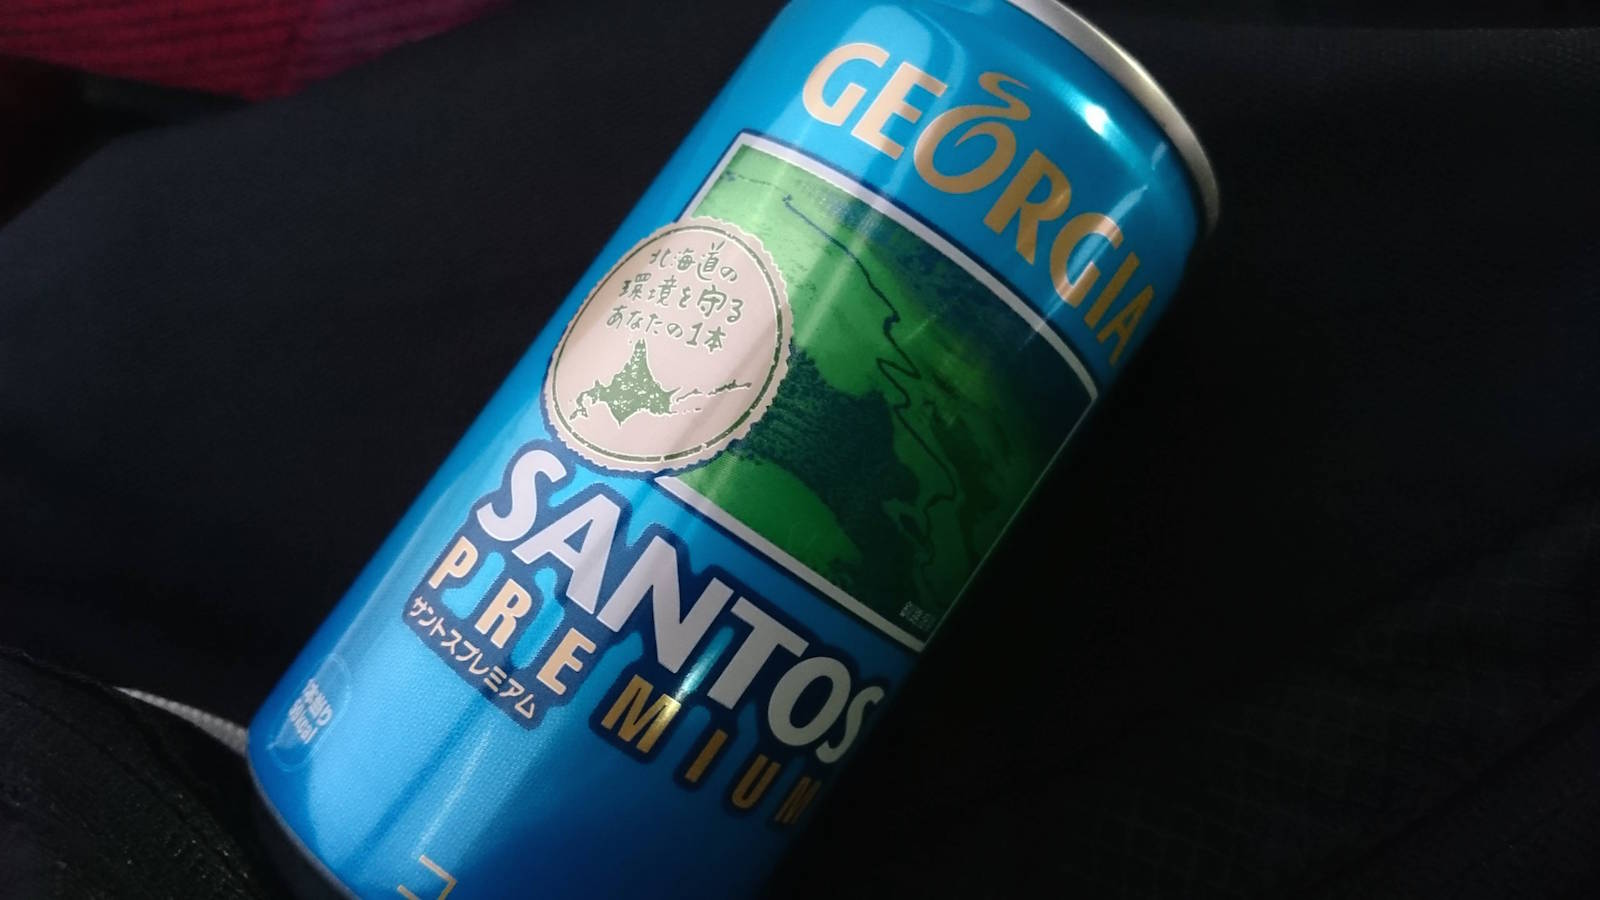 GEORGIA
北海道の
環境を守る
あなたの1本
SANTOS
PREMIUM
サントスプレミアム